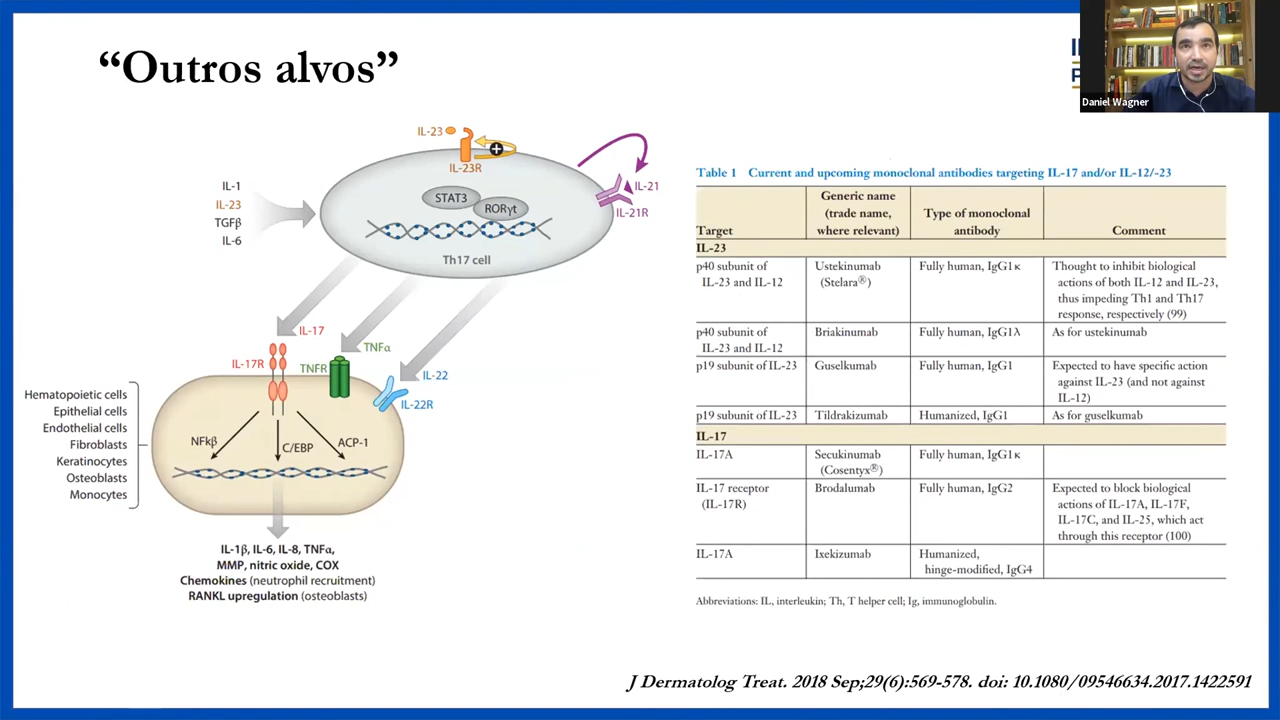 “Outros alvos”
Daniel Wagner
IL-23
IL-23R
IL-1
IL-23
TGFβ
IL-6
STAT3
RORγt
Th17 cell
IL-21
IL-21R
IL-17
IL-17R
TNFα
TNFR
IL-22
IL-22R
Hematopoietic cells
Epithelial cells
Endothelial cells
Fibroblasts
Keratinocytes
Osteoblasts
Monocytes
NFkβ
C/EBP
ACP-1
IL-1β, IL-6, IL-8, TNFα,
MMP, nitric oxide, COX
Chemokines (neutrophil recruitment)
RANKL upregulation (osteoblasts)
Table 1 Current and upcoming monoclonal antibodies targeting IL-17 and/or IL-12/-23
Target
Generic name
(trade name,
where relevant)
Type of monoclonal
antibody
Comment
IL-23
p40 subunit of
IL-23 and IL-12
Ustekinumab
(Stelara®)
Fully human, IgG1κ
Thought to inhibit biological
actions of both IL-12 and IL-23,
thus impeding Th1 and Th17
response, respectively (99)
p40 subunit of
IL-23 and IL-12
Briakinumab
Fully human, IgG1λ
As for ustekinumab
p19 subunit of IL-23
Guselkumab
Fully human, IgG1
Expected to have specific action
against IL-23 (and not against
IL-12)
p19 subunit of IL-23
Tildrakizumab
Humanized, IgG1
As for guselkumab
IL-17
IL-17A
Secukinumab
(Cosentyx®)
Fully human, IgG1κ
IL-17 receptor
(IL-17R)
Brodalumab
Fully human, IgG2
Expected to block biological
actions of IL-17A, IL-17F,
IL-17C, and IL-25, which act
through this receptor (100)
IL-17A
Ixekizumab
Humanized,
hinge-modified, IgG4
Abbreviations: IL, interleukin; Th, T helper cell; Ig, immunoglobulin.
J Dermatolog Treat. 2018 Sep;29(6):569-578. doi: 10.1080/09546634.2017.1422591